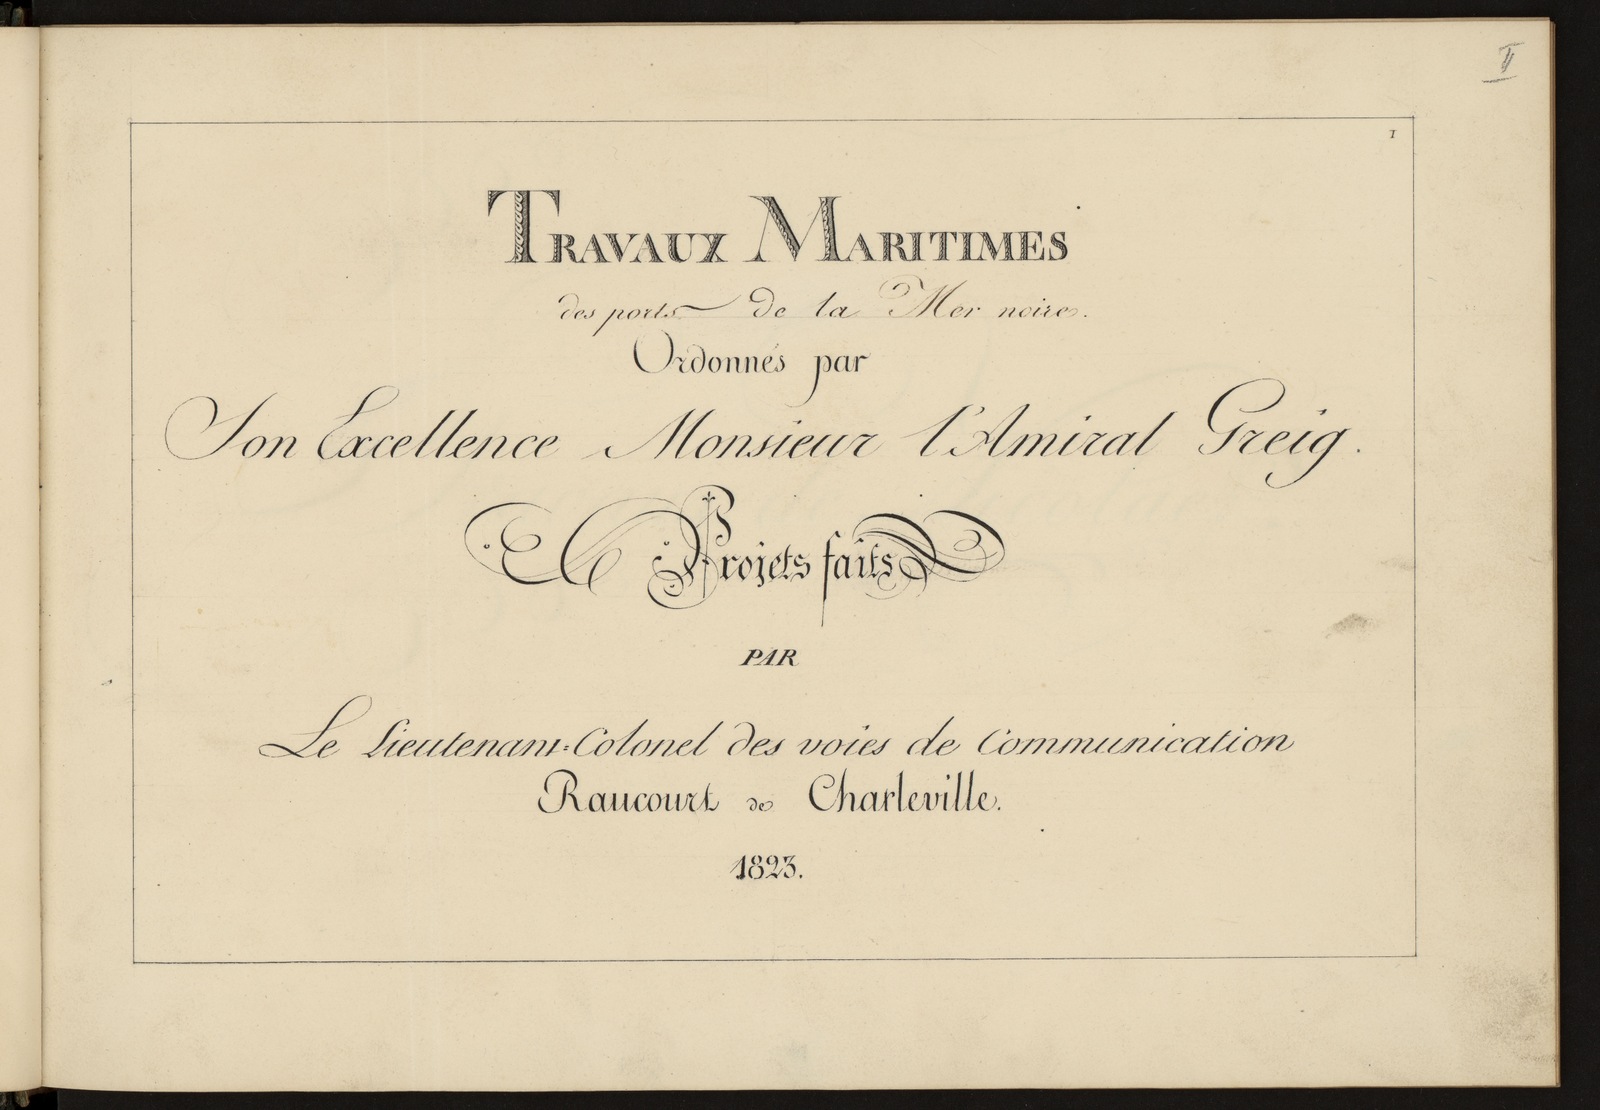 II
1
TRAVAUX MARITIMES
des ports de la Mer noire.
Ordonnés par
Son Excellence Monsieur l'Amiral Greig.
Projets faits
PAR
Le Lieutenant=Colonel des voies de Communication
Raucourt de Charleville.
1823.